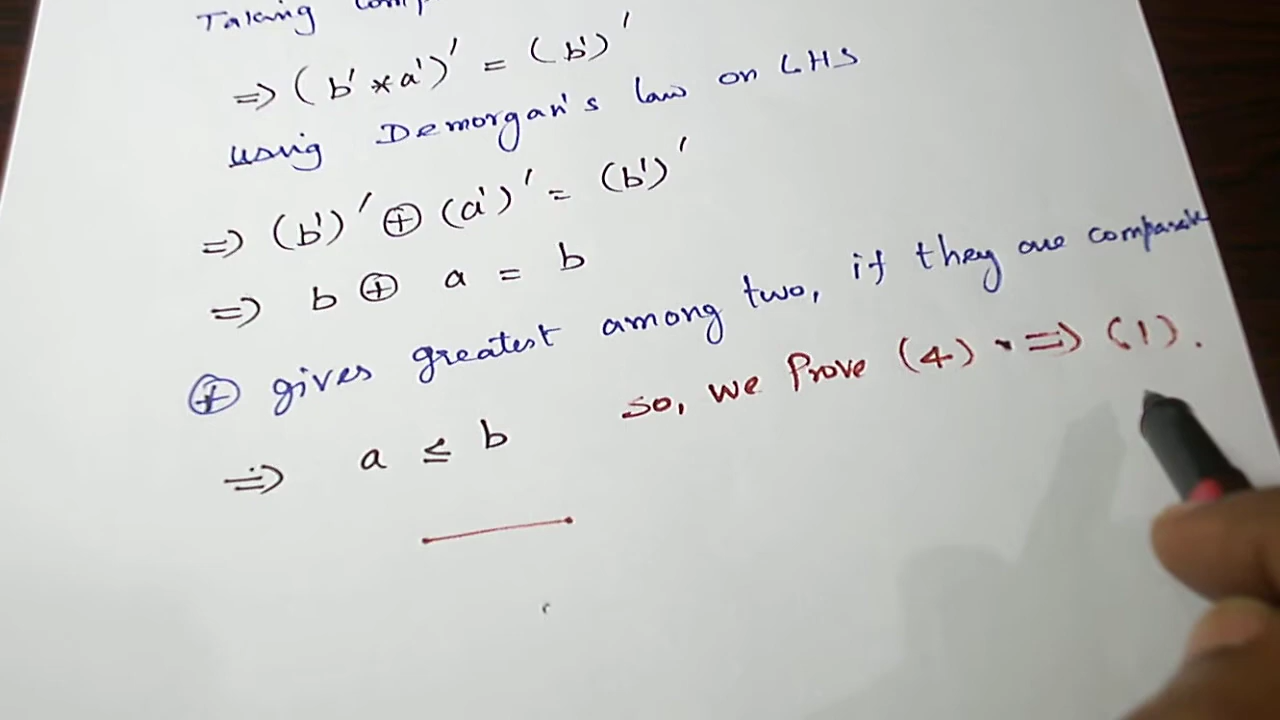 Taking
=> (b' * a')' = (b')'
using Demorgan's law on LHS
=> (b')' ⊕ (a')' = (b')'
=> b ⊕ a = b
⊕ gives greatest among two, if they are
=> a ≤ b
so, we Prove (4) => (1).